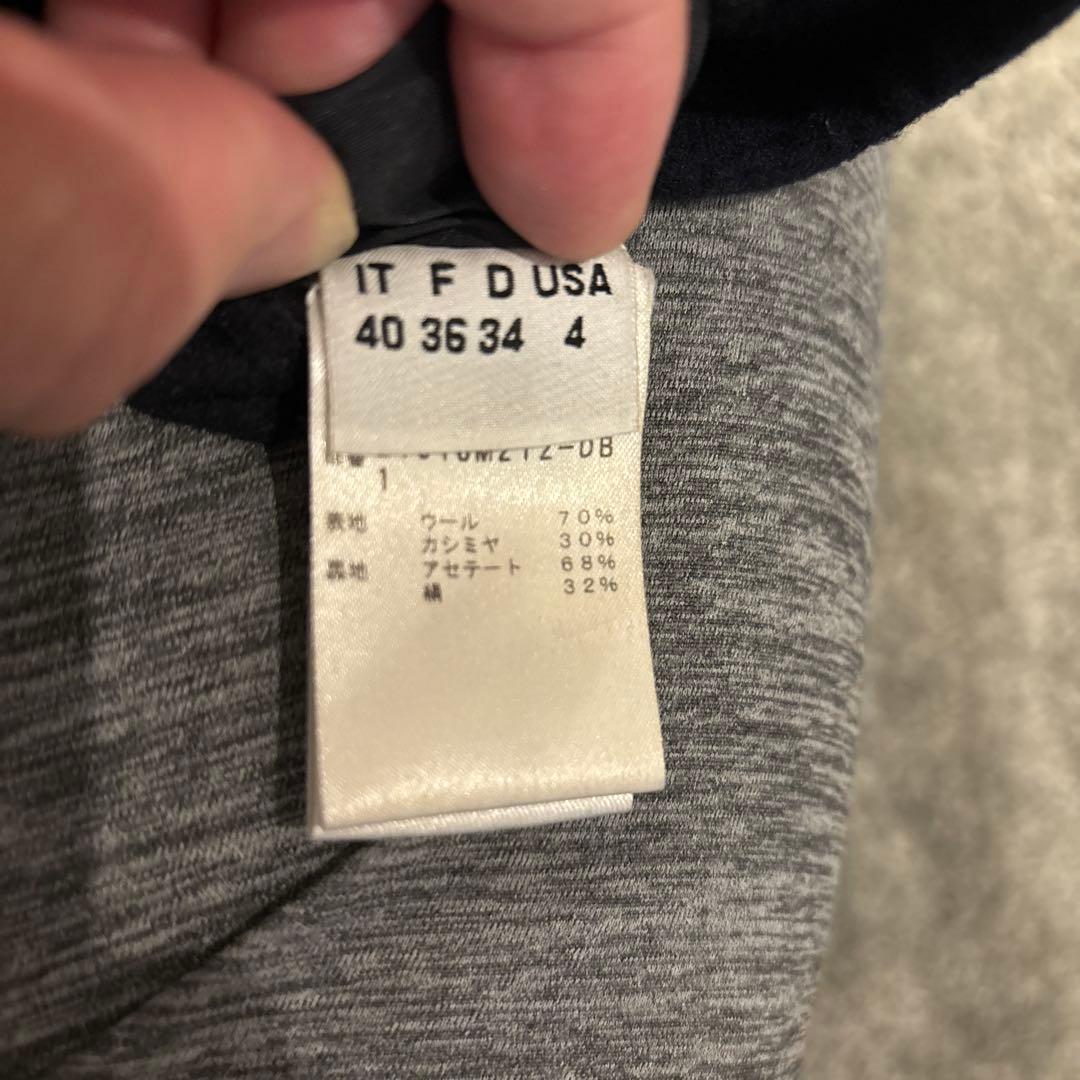 IT F D USA
40 36 34 4
1
表地 ウール 70%
カシミヤ 30%
裏地 アセテート 68%
絹 32%